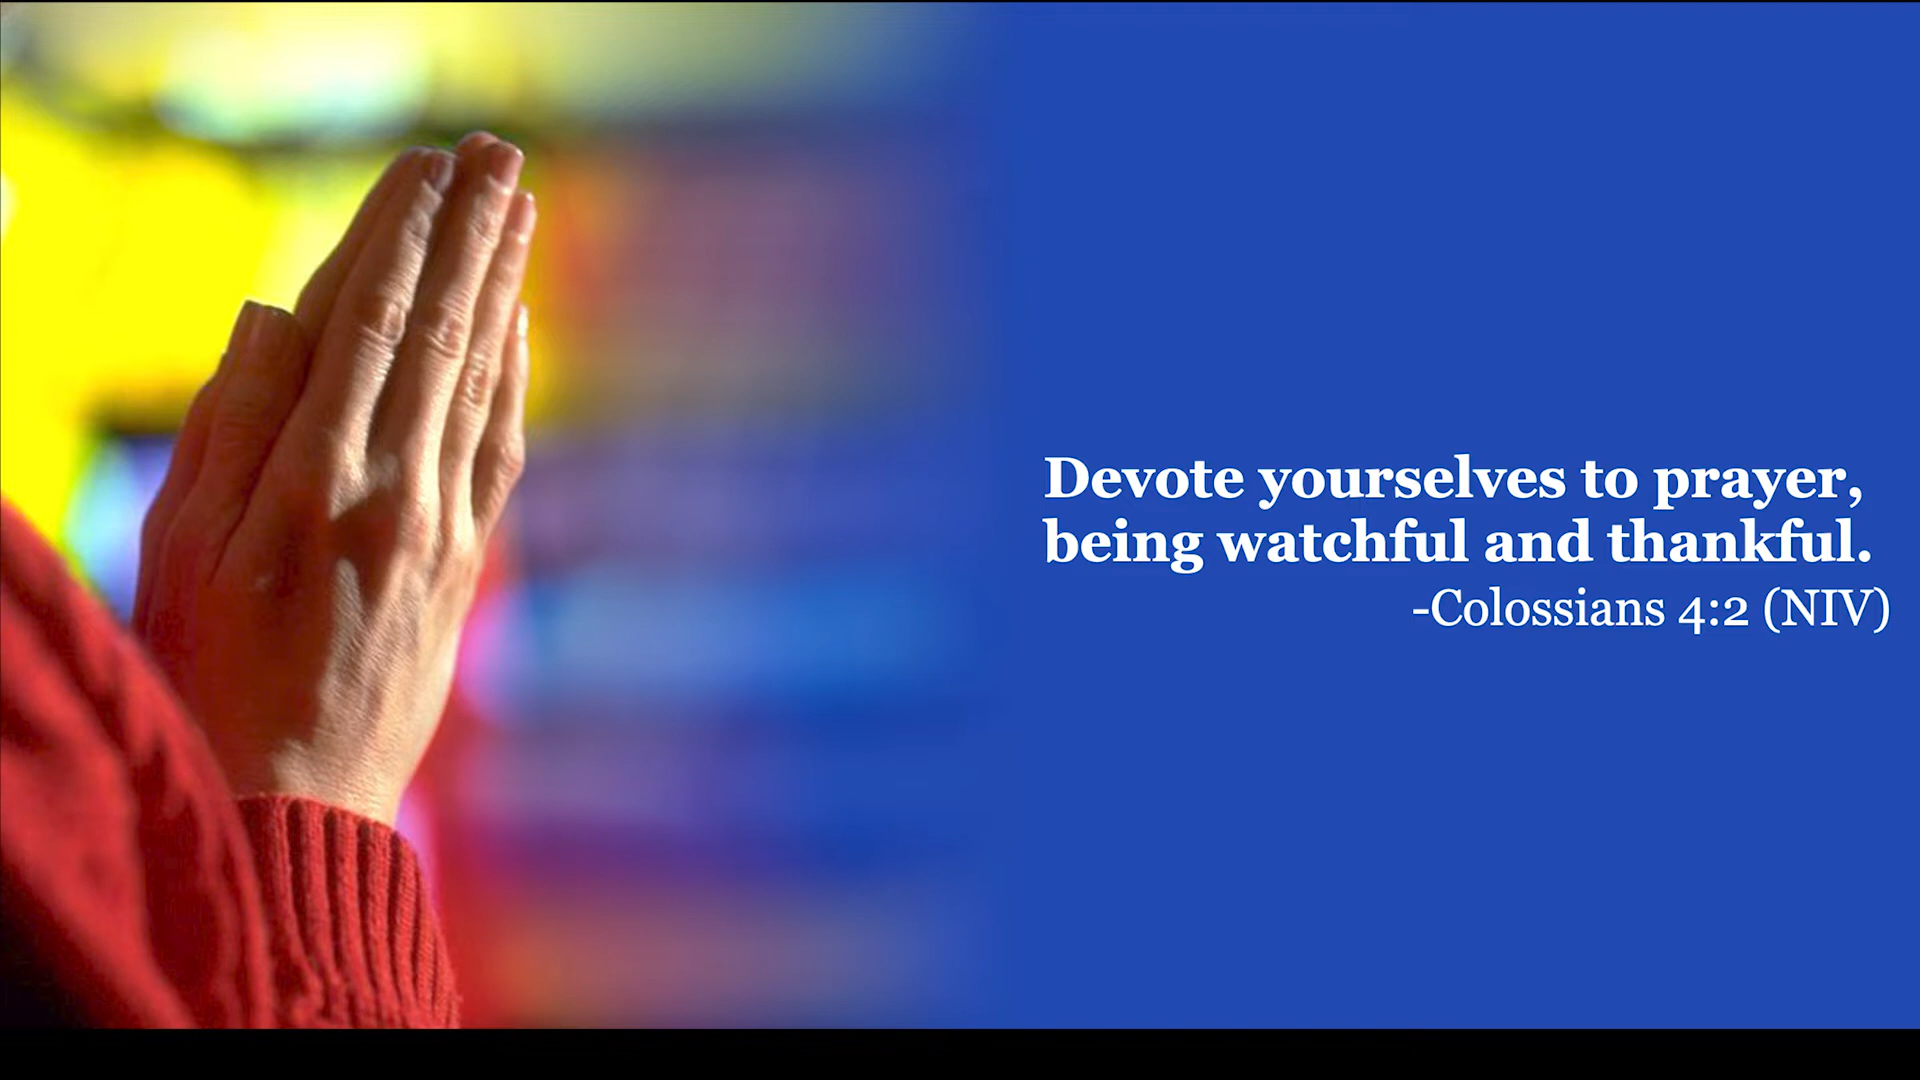 Devote yourselves to prayer,
being watchful and thankful.
-Colossians 4:2 (NIV)